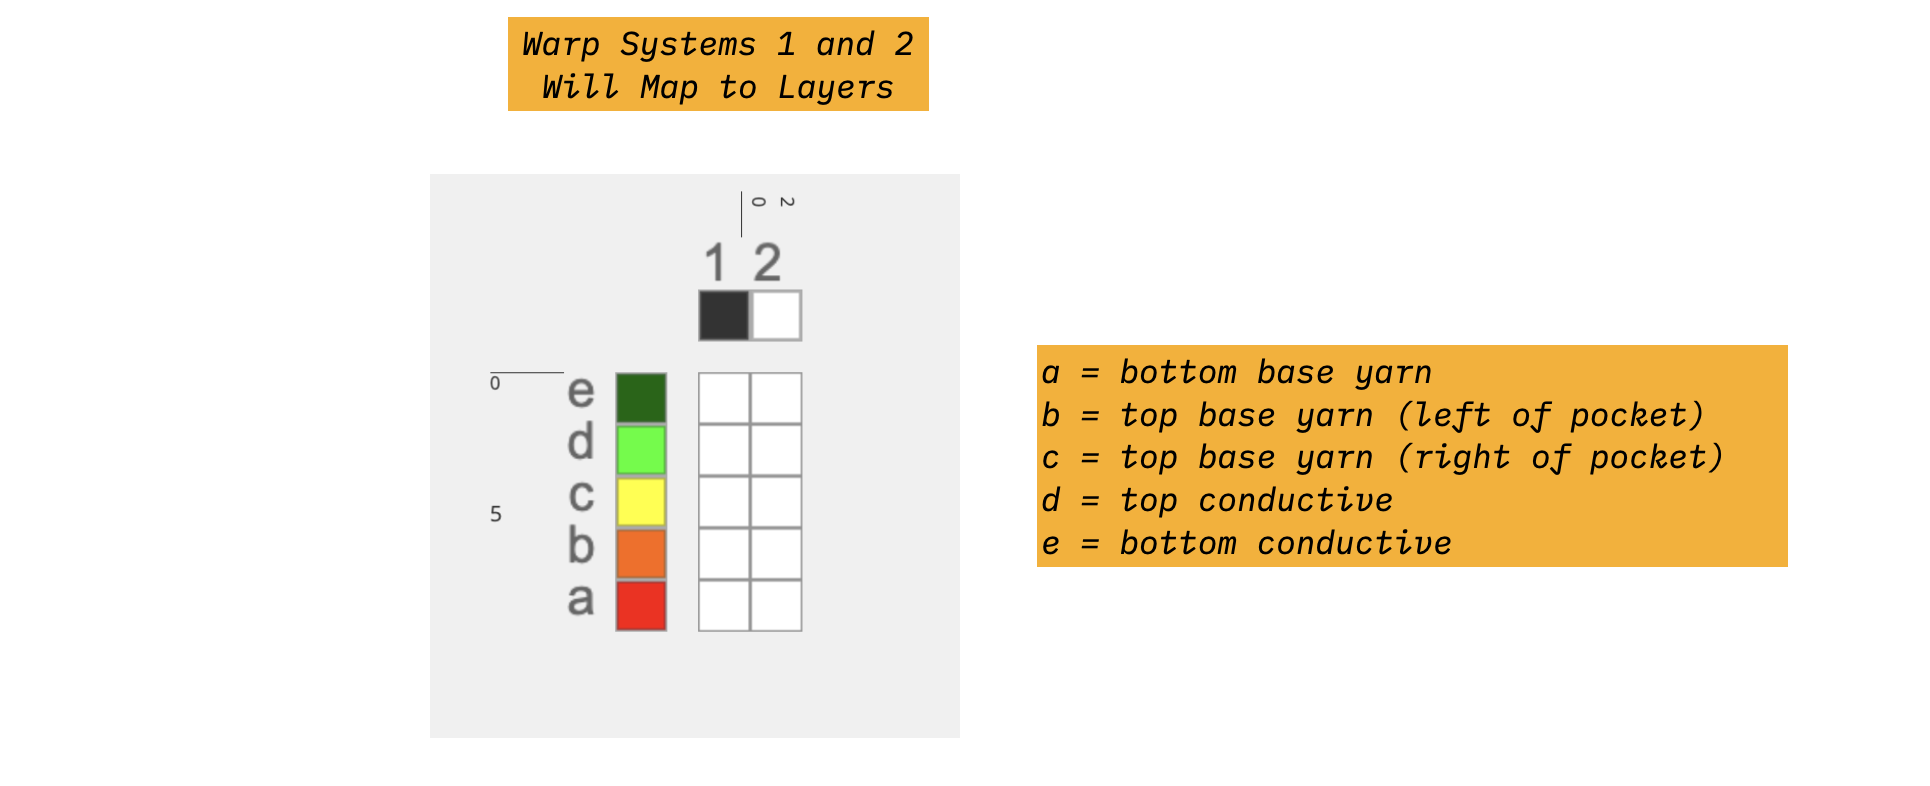 Warp Systems 1 and 2
Will Map to Layers
0 2
1 2
0
e
d
c
5
b
a
a = bottom base yarn
b = top base yarn (left of pocket)
c = top base yarn (right of pocket)
d = top conductive
e = bottom conductive